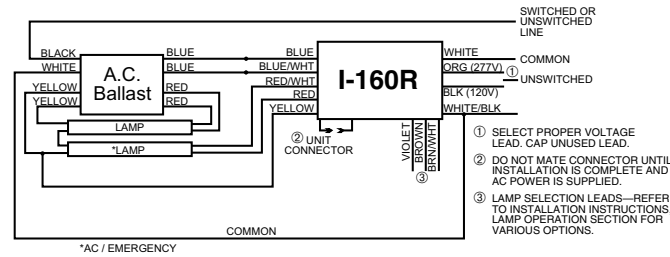 SWITCHED OR
UNSWITCHED
LINE
BLACK
BLUE
BLUE
WHITE
WHITE
BLUE
BLUE/WHT
COMMON
A.C.
Ballast
RED/WHT
I-160R
ORG (277V) ①
UNSWITCHED
YELLOW
RED
RED
BLK (120V)
YELLOW
RED
YELLOW
WHITE/BLK
LAMP
*LAMP
② UNIT
CONNECTOR
VIOLET
BROWN
BRN/WHT
③
① SELECT PROPER VOLTAGE
LEAD. CAP UNUSED LEAD.
② DO NOT MATE CONNECTOR UNTIL
INSTALLATION IS COMPLETE AND
AC POWER IS SUPPLIED.
③ LAMP SELECTION LEADS—REFER
TO INSTALLATION INSTRUCTIONS
LAMP OPERATION SECTION FOR
VARIOUS OPTIONS.
COMMON
*AC / EMERGENCY